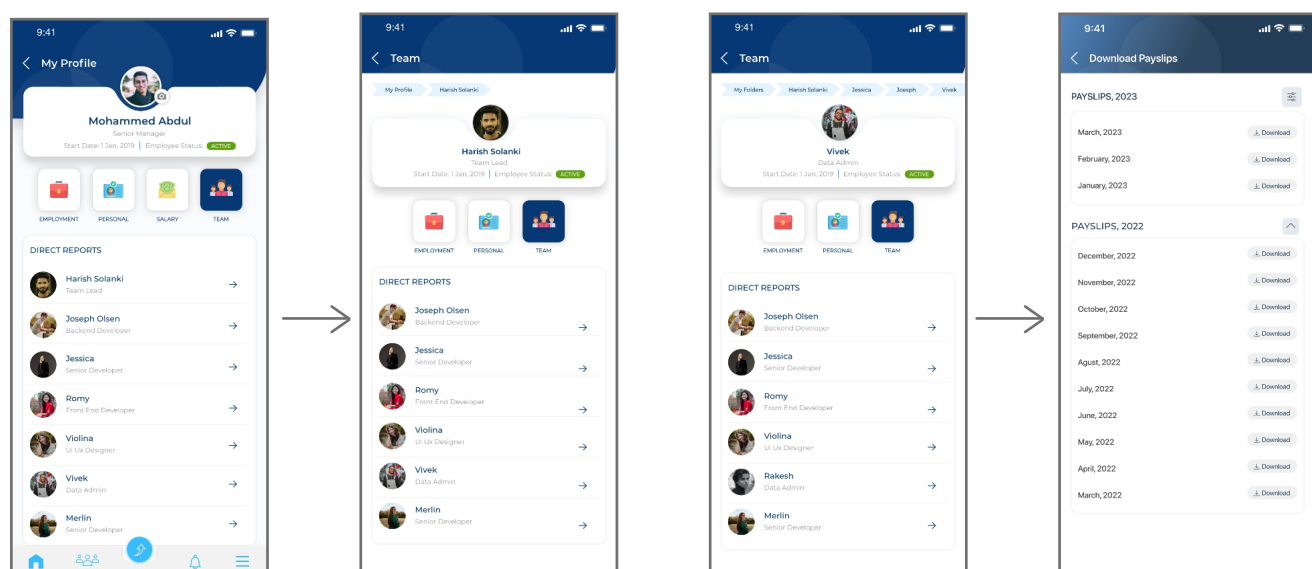 9:41
My Profile
Mohammed Abdul
Senior Manager
Start Date: 1 Jan, 2019 | Employee Status: ACTIVE
EMPLOYMENT PERSONAL SALARY TEAM
DIRECT REPORTS
Harish Solanki
Team Lead
Joseph Olsen
Backend Developer
Jessica
Senior Developer
Romy
Front End Developer
Violina
Ui Ux Designer
Vivek
Data Admin
Merlin
Senior Developer
9:41
Team
My Profile Harish Solanki
Harish Solanki
Team Lead
Start Date: 1 Jan, 2019 | Employee Status: ACTIVE
EMPLOYMENT PERSONAL TEAM
DIRECT REPORTS
Joseph Olsen
Backend Developer
Jessica
Senior Developer
Romy
Front End Developer
Violina
Ui Ux Designer
Vivek
Data Admin
Merlin
Senior Developer
9:41
Team
My Folders Harish Solanki Jessica Joesph Vivek
Vivek
Data Admin
Start Date: 1 Jan, 2019 | Employee Status: ACTIVE
EMPLOYMENT PERSONAL TEAM
DIRECT REPORTS
Joseph Olsen
Backend Developer
Jessica
Senior Developer
Romy
Front End Developer
Violina
Ui Ux Designer
Rakesh
Data Admin
Merlin
Senior Developer
9:41
Download Payslips
PAYSLIPS, 2023
March, 2023 Download
February, 2023 Download
January, 2023 Download
PAYSLIPS, 2022
December, 2022 Download
November, 2022 Download
October, 2022 Download
September, 2022 Download
Agust, 2022 Download
July, 2022 Download
June, 2022 Download
May, 2022 Download
April, 2022 Download
March, 2022 Download